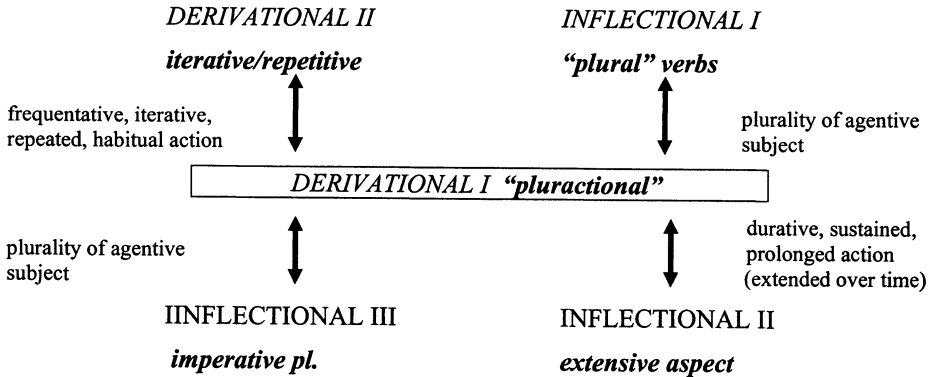 DERIVATIONAL II
INFLECTIONAL I
iterative/repetitive
“plural” verbs
frequentative, iterative,
repeated, habitual action
plurality of agentive
subject
DERIVATIONAL I “pluractional”
plurality of agentive
subject
durative, sustained,
prolonged action
(extended over time)
IINFLECTIONAL III
INFLECTIONAL II
imperative pl.
extensive aspect